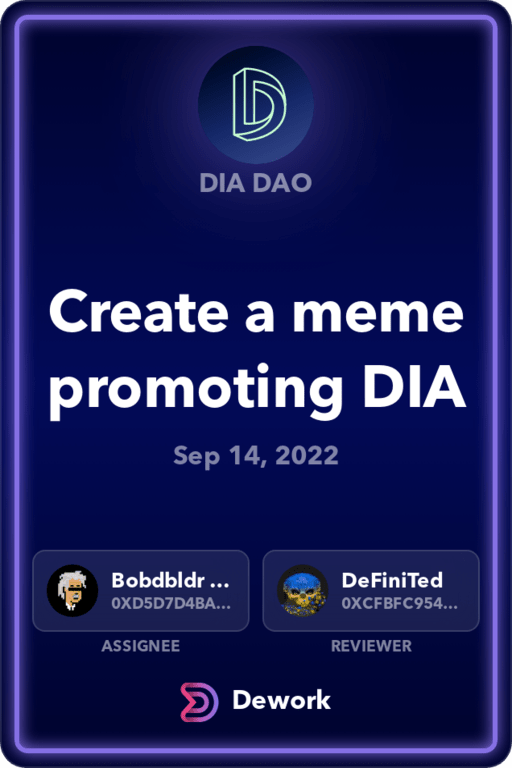 DIA DAO
Create a meme
promoting DIA
Sep 14, 2022
Bobdbldr ...
0XD5D7D4BA...
ASSIGNEE
DeFiniTed
0XCFBFC954...
REVIEWER
Dework